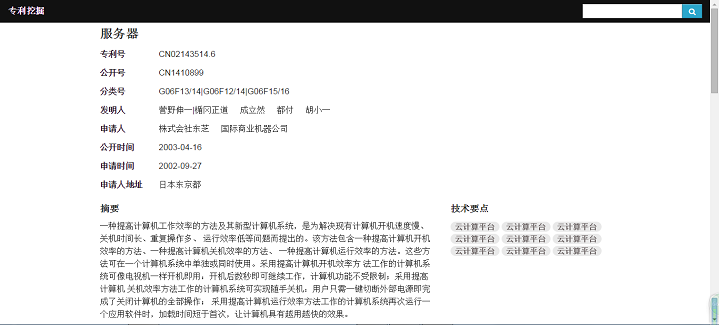 专利挖掘
服务器
专利号 CN02143514.6
公开号 CN1410899
分类号 G06F13/14|G06F12/14|G06F15/16
发明人 菅野伸一|楯冈正道 成立然 都付 胡小一
申请人 株式会社东芝 国际商业机器公司
公开时间 2003-04-16
申请时间 2002-09-27
申请人地址 日本东京都
摘要
一种提高计算机工作效率的方法及其新型计算机系统，是为解决现有计算机开机速度慢、
关机时间长、重复操作多、 运行效率低等问题而提出的。该方法包含一种提高计算机开机
效率的方法、一种提高计算机关机效率的方法、 一种提高计算机运行效率的方法。这些方
法可在一个计算机系统中单独或同时使用。采用提高计算机开机效率方 法工作的计算机系
统可像电视机一样开机即用，开机后数秒即可继续工作，计算机功能不受限制；采用提高
计算机 关机效率方法工作的计算机系统可实现随手关机：用户只需一键切断外部电源即完
成了关闭计算机的全部操作； 采用提高计算机运行效率方法工作的计算机系统再次运行一
个应用软件时，加载时间短于首次，让计算机具有越用越快的效果。
技术要点
云计算平台 云计算平台 云计算平台
云计算平台 云计算平台 云计算平台
云计算平台 云计算平台 云计算平台